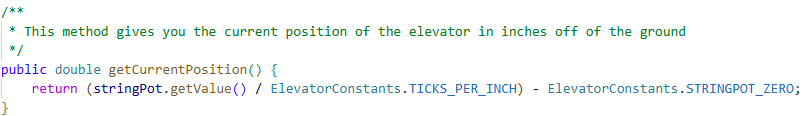 /**
 * This method gives you the current position of the elevator in inches off of the ground
 */
public double getCurrentPosition() {
    return (stringPot.getValue() / ElevatorConstants.TICKS_PER_INCH) - ElevatorConstants.STRINGPOT_ZERO;
}